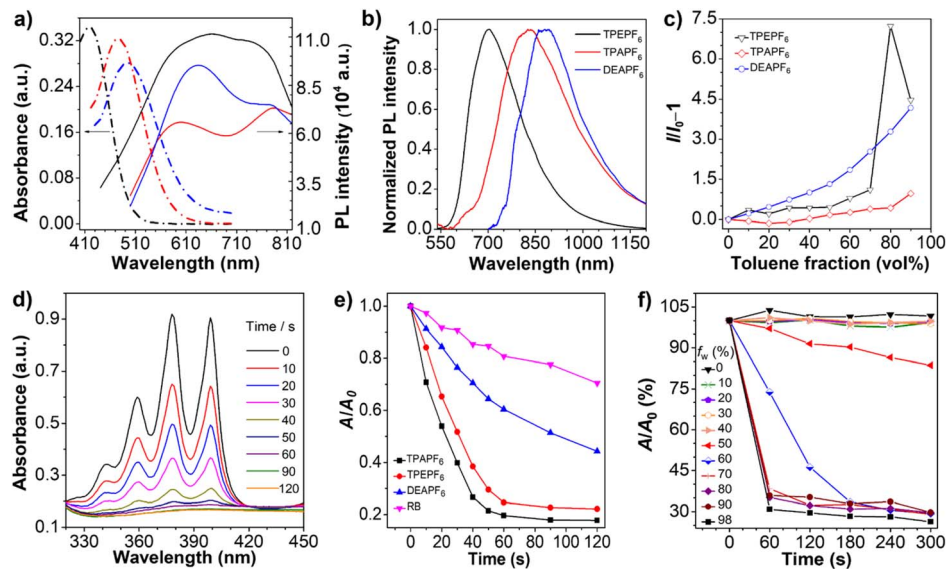 a)
Absorbance (a.u.)
0.32
0.24
0.16
0.08
0.00
11.0
8.5
6.0
3.5
1.0
PL intensity (10⁴ a.u.)
410 510 610 710 810
Wavelength (nm)
b)
Normalized PL intensity
1.0
0.8
0.6
0.4
0.2
0.0
TPEPF₆
TPAPF₆
DEAPF₆
550 700 850 1000 1150
Wavelength (nm)
c)
I/I₀–1
7.5
6.0
4.5
3.0
1.5
0.0
TPEPF₆
TPAPF₆
DEAPF₆
0 20 40 60 80 100
Toluene fraction (vol%)
d)
Absorbance (a.u.)
0.9
0.7
0.5
0.3
0.1
Time / s
0
10
20
30
40
50
60
90
120
330 360 390 420 450
Wavelength (nm)
e)
A/A₀
1.0
0.8
0.6
0.4
0.2
TPAPF₆
TPEPF₆
DEAPF₆
RB
0 20 40 60 80 100 120
Time (s)
f)
A/A₀ (%)
105
90
75
60
45
30
f_w (%)
0
10
20
30
40
50
60
70
80
90
98
0 60 120 180 240 300
Time (s)